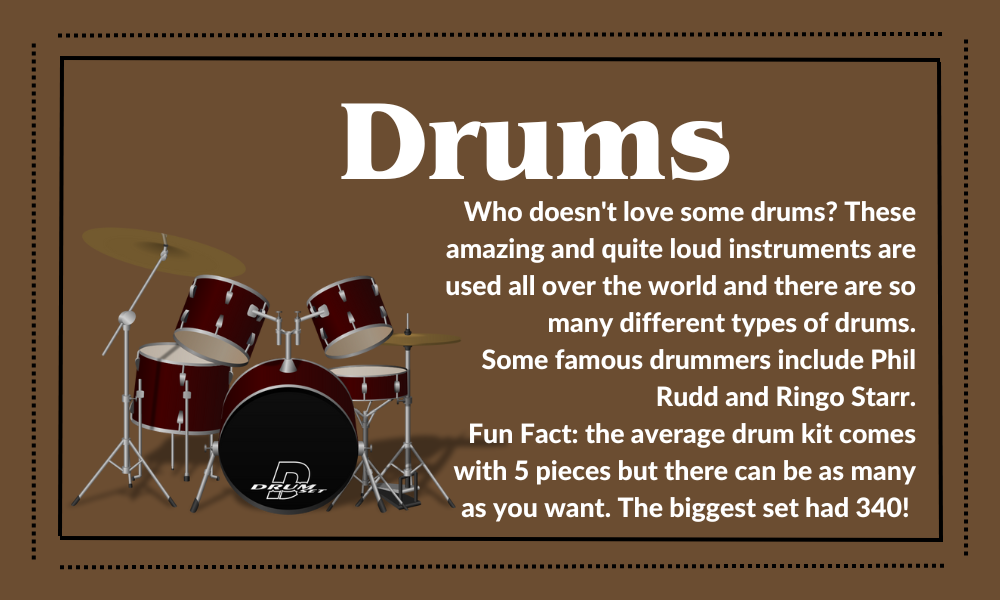 Drums
Who doesn't love some drums? These
amazing and quite loud instruments are
used all over the world and there are so
many different types of drums.
Some famous drummers include Phil
Rudd and Ringo Starr.
Fun Fact: the average drum kit comes
with 5 pieces but there can be as many
as you want. The biggest set had 340!
D
DRUM SET